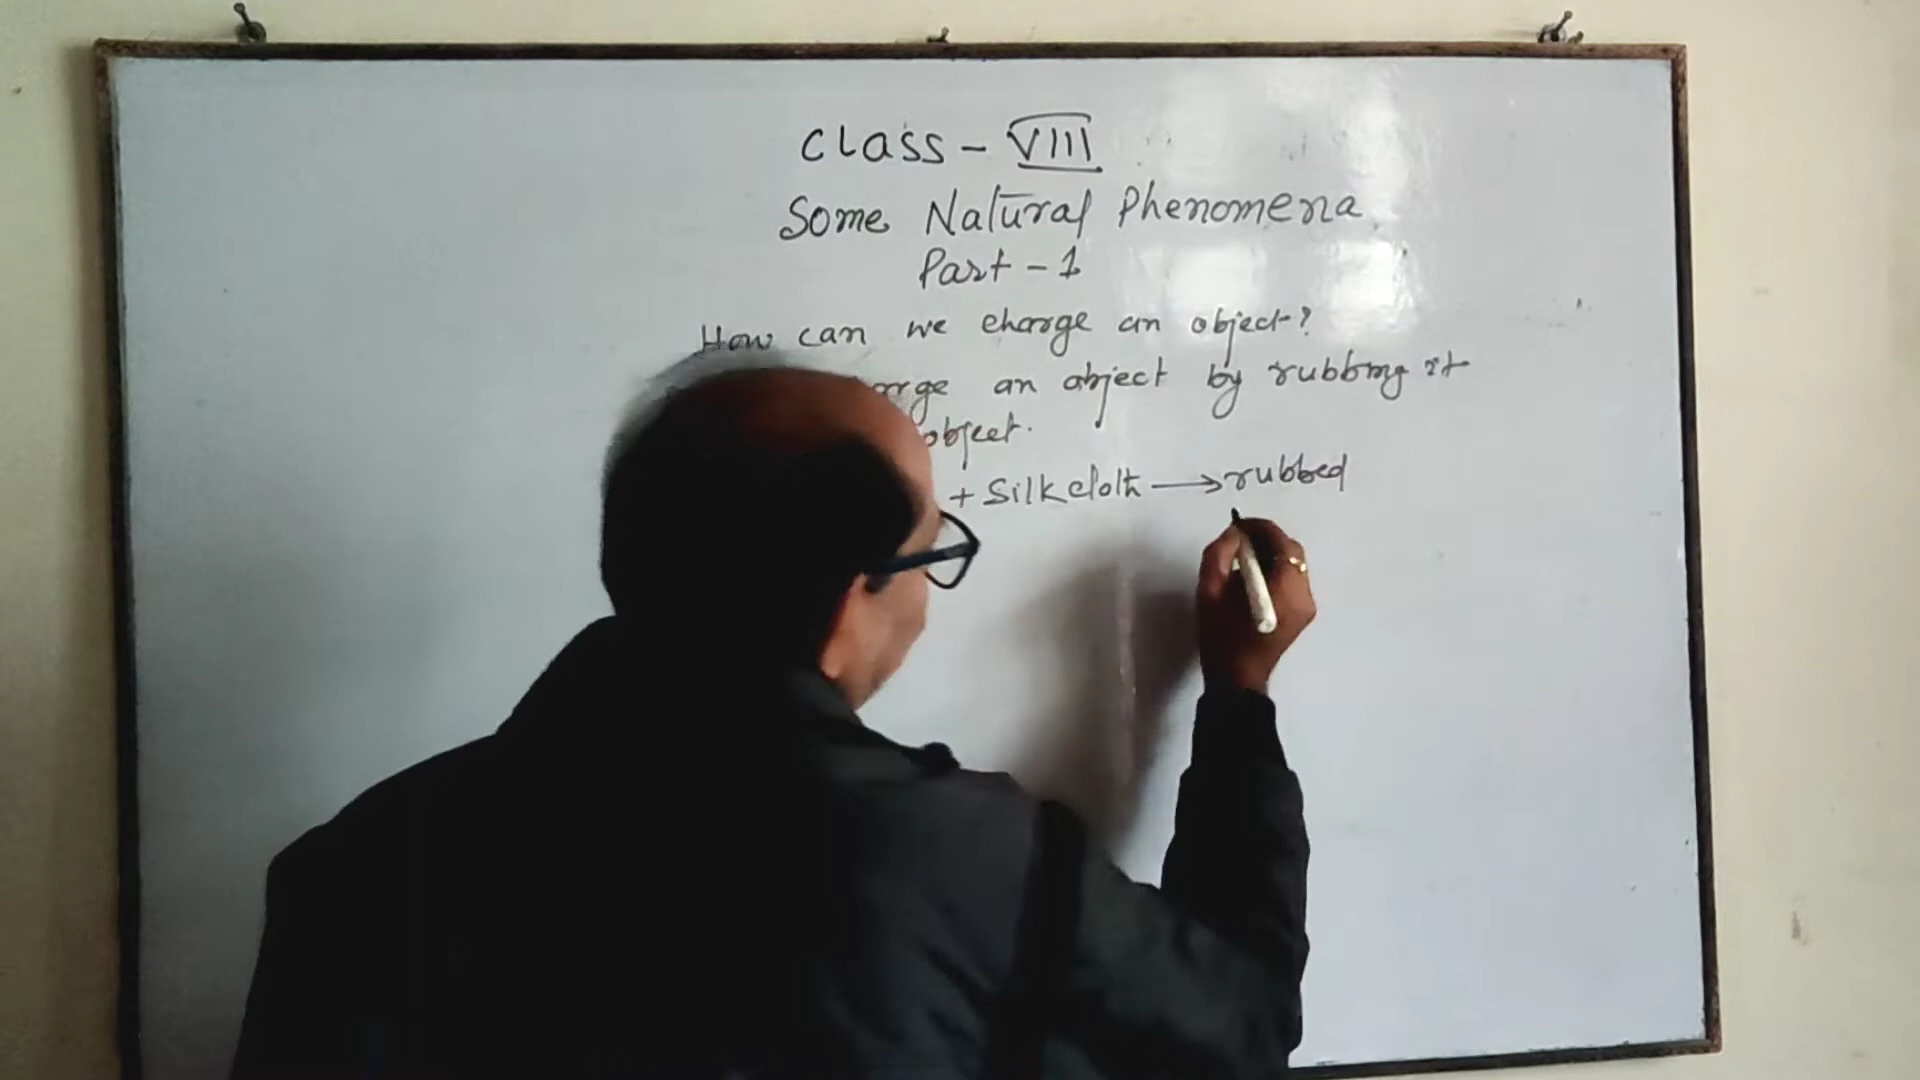 Class - VIII
Some Natural Phenomena
Part - 1
How can we charge an object?
an object by rubbing it
object.
+ Silk cloth → rubbed